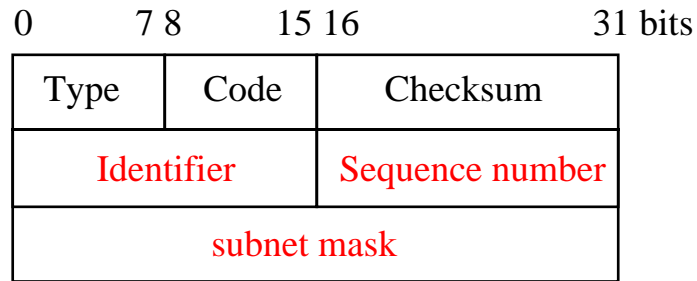 0 7 8 15 16 31 bits
Type Code Checksum
Identifier Sequence number
subnet mask